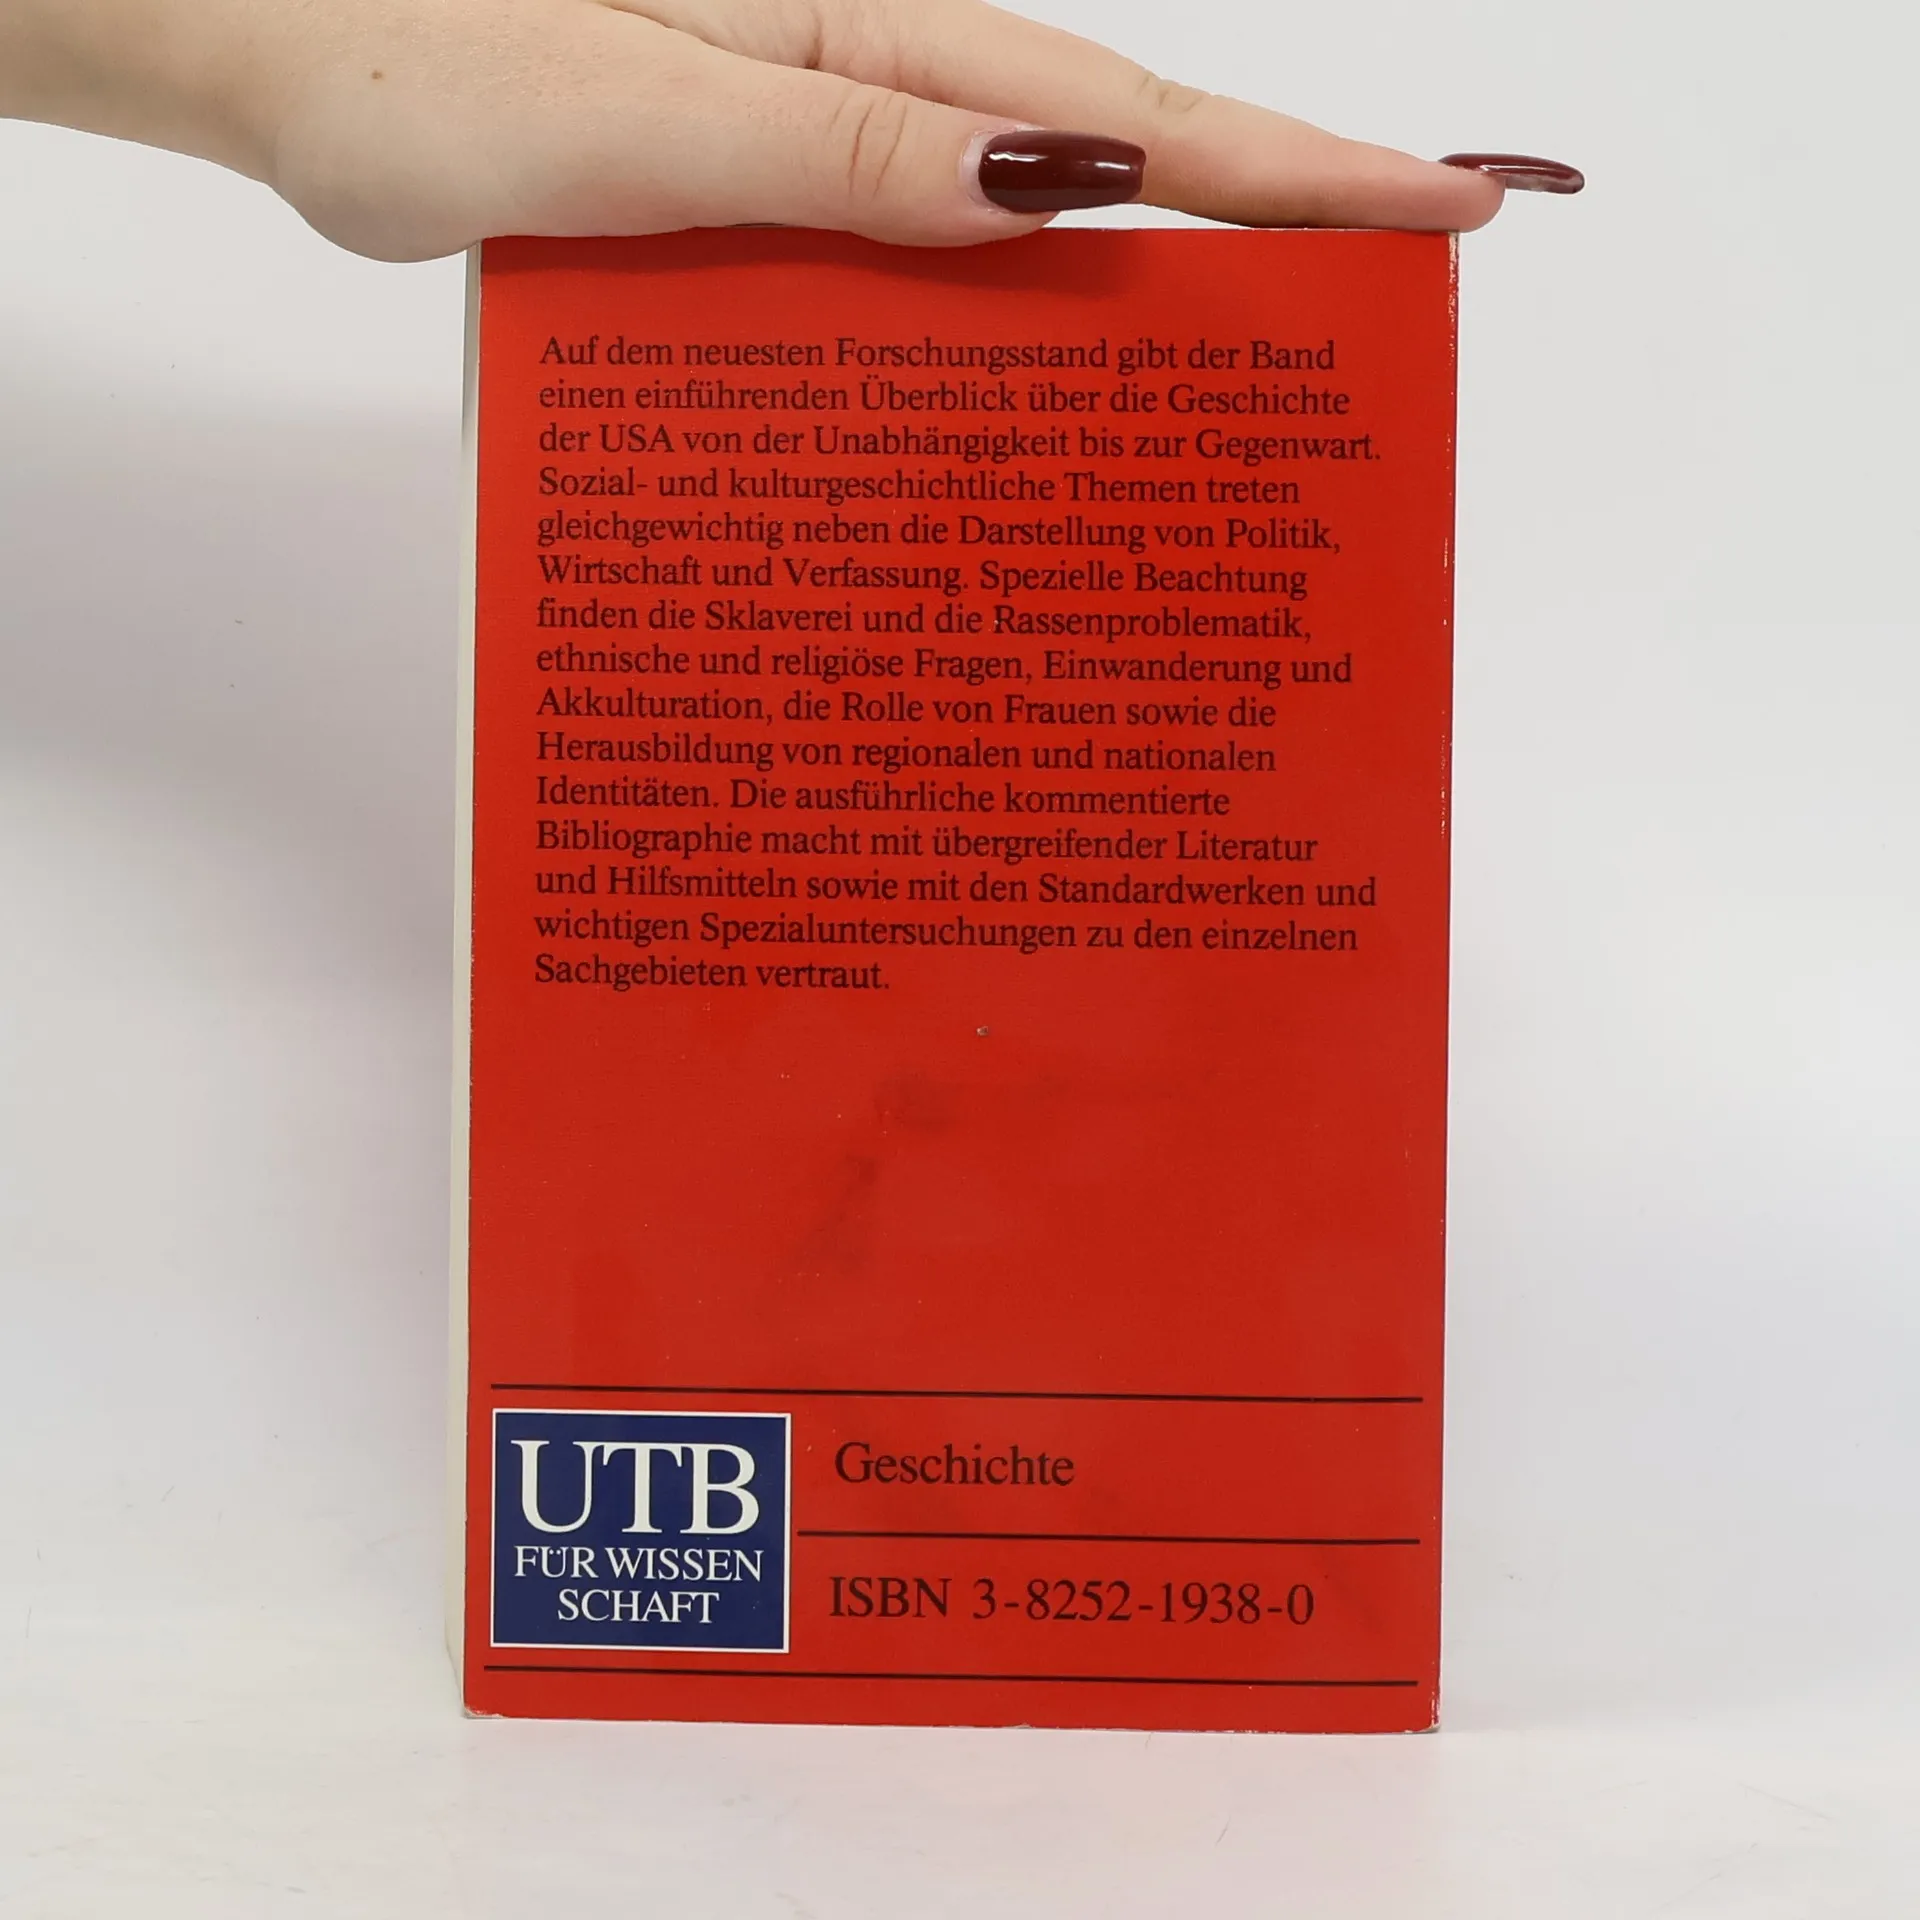 Auf dem neuesten Forschungsstand gibt der Band
einen einführenden Überblick über die Geschichte
der USA von der Unabhängigkeit bis zur Gegenwart.
Sozial- und kulturgeschichtliche Themen treten
gleichgewichtig neben die Darstellung von Politik,
Wirtschaft und Verfassung. Spezielle Beachtung
finden die Sklaverei und die Rassenproblematik,
ethnische und religiöse Fragen, Einwanderung und
Akkulturation, die Rolle von Frauen sowie die
Herausbildung von regionalen und nationalen
Identitäten. Die ausführliche kommentierte
Bibliographie macht mit übergreifender Literatur
und Hilfsmitteln sowie mit den Standardwerken und
wichtigen Spezialuntersuchungen zu den einzelnen
Sachgebieten vertraut.
UTB
FÜR WISSEN
SCHAFT
Geschichte
ISBN 3-8252-1938-0